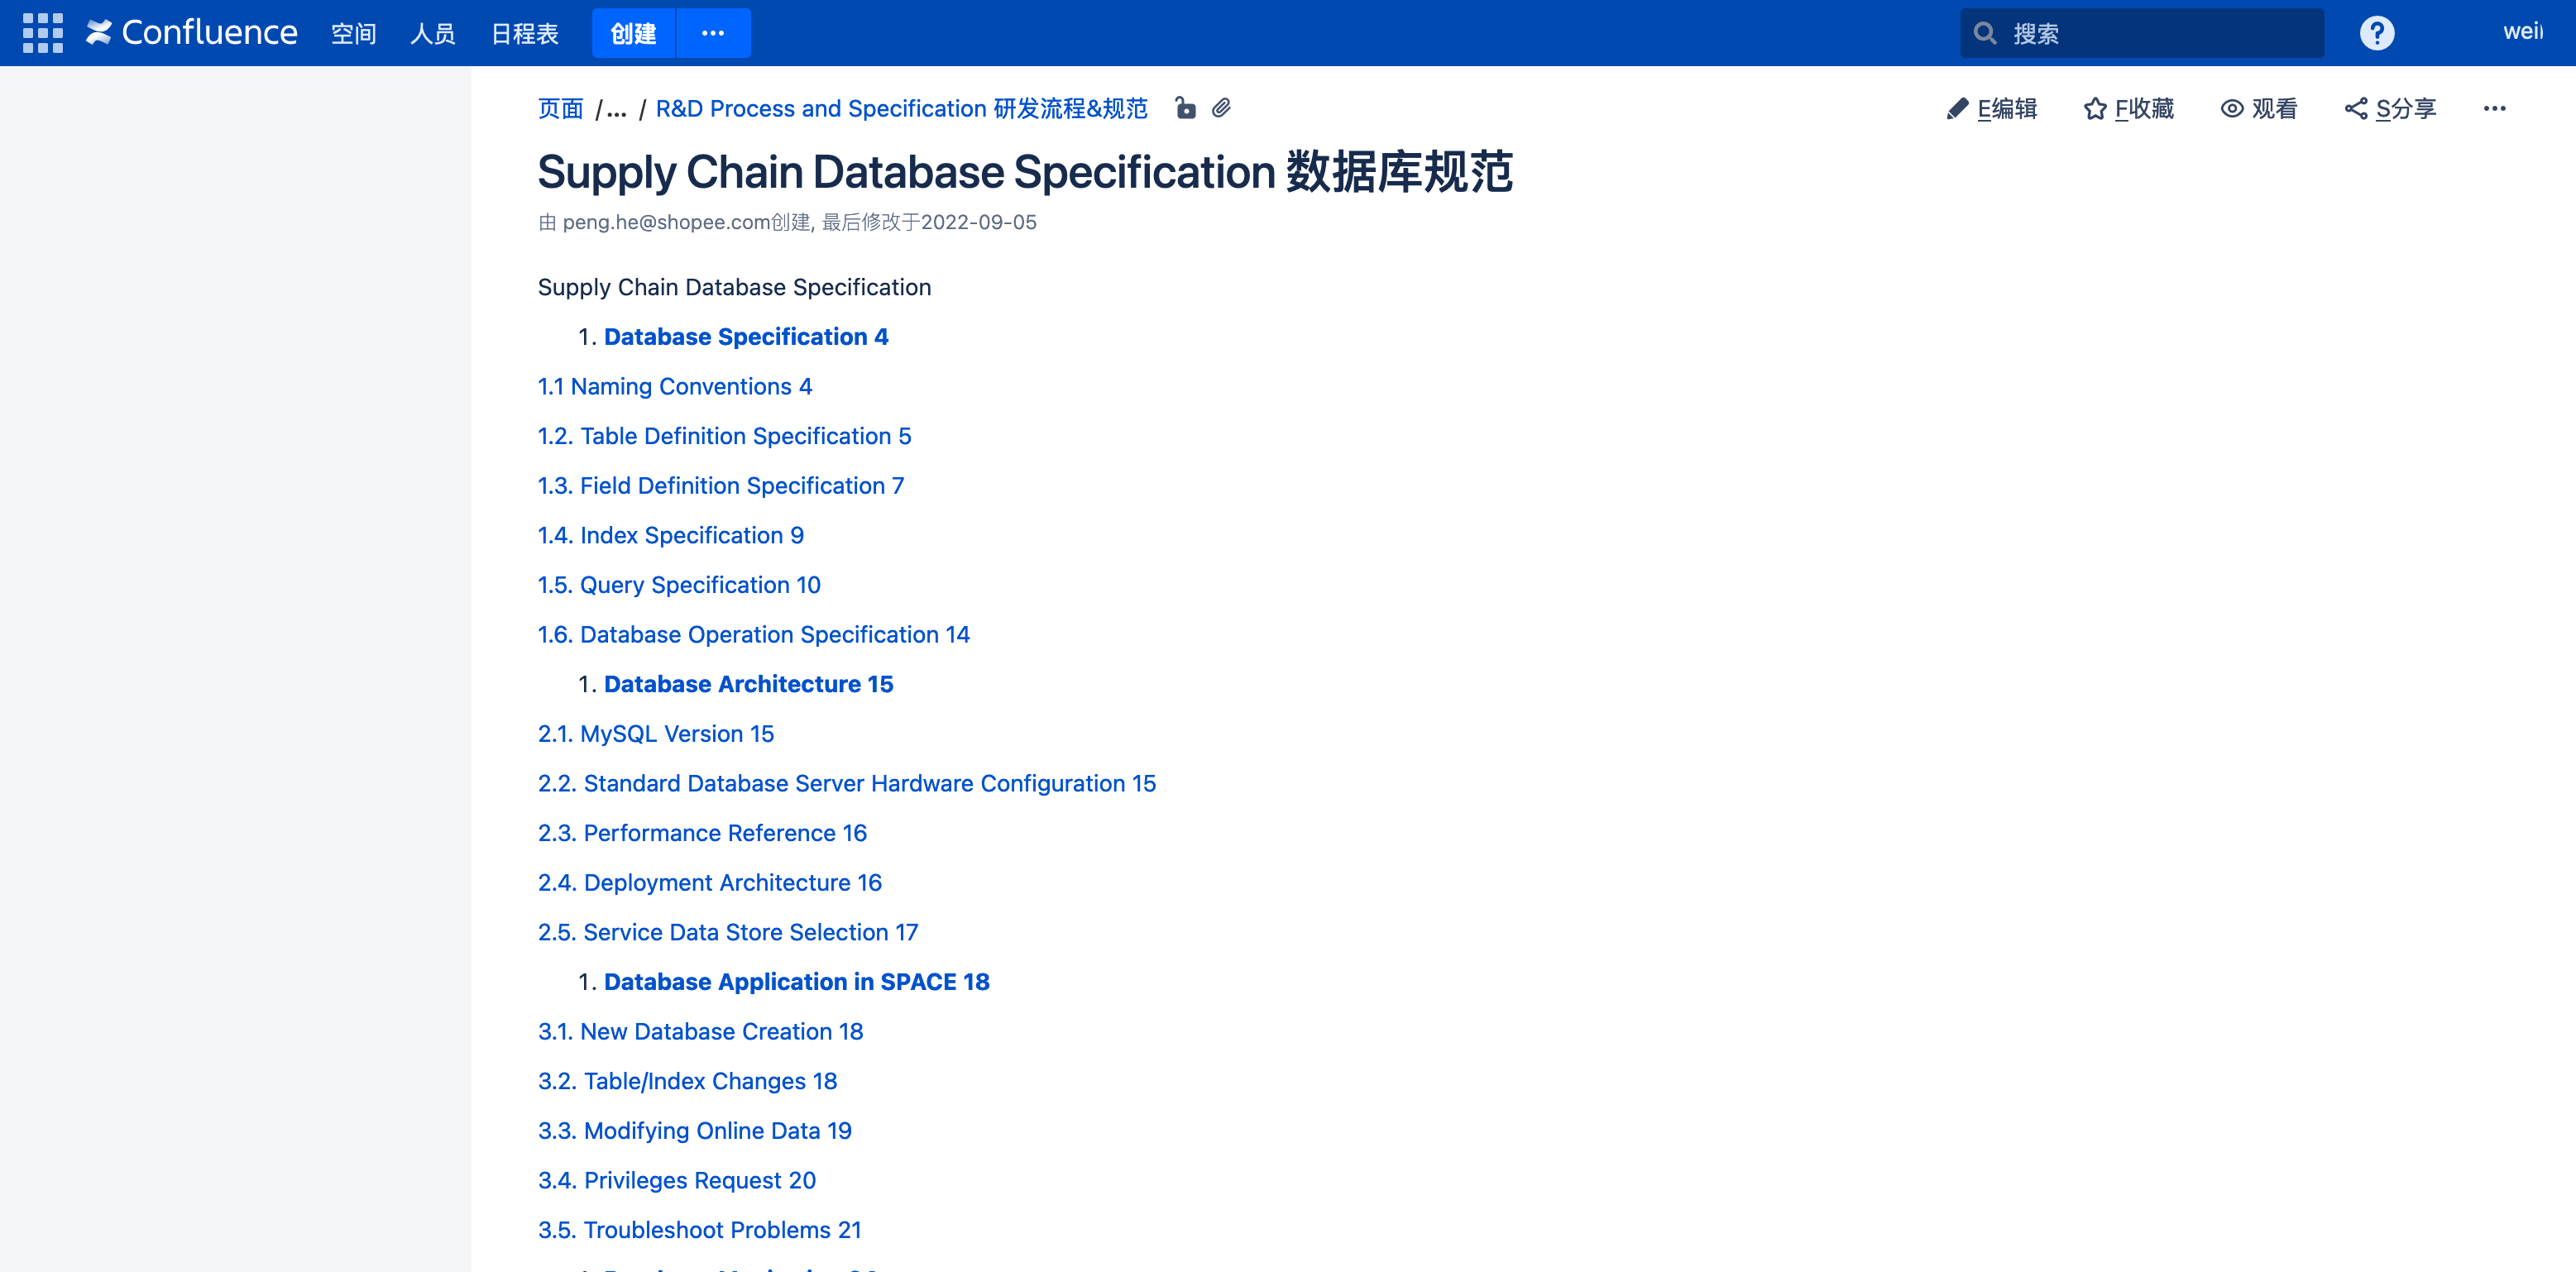 Confluence 空间 人员 日程表 创建 ··· 搜索 ? wei
页面 /... / R&D Process and Specification 研发流程&规范 E编辑 F收藏 观看 S分享 ···
Supply Chain Database Specification 数据库规范
由 peng.he@shopee.com创建, 最后修改于2022-09-05
Supply Chain Database Specification
1. Database Specification 4
1.1 Naming Conventions 4
1.2. Table Definition Specification 5
1.3. Field Definition Specification 7
1.4. Index Specification 9
1.5. Query Specification 10
1.6. Database Operation Specification 14
1. Database Architecture 15
2.1. MySQL Version 15
2.2. Standard Database Server Hardware Configuration 15
2.3. Performance Reference 16
2.4. Deployment Architecture 16
2.5. Service Data Store Selection 17
1. Database Application in SPACE 18
3.1. New Database Creation 18
3.2. Table/Index Changes 18
3.3. Modifying Online Data 19
3.4. Privileges Request 20
3.5. Troubleshoot Problems 21